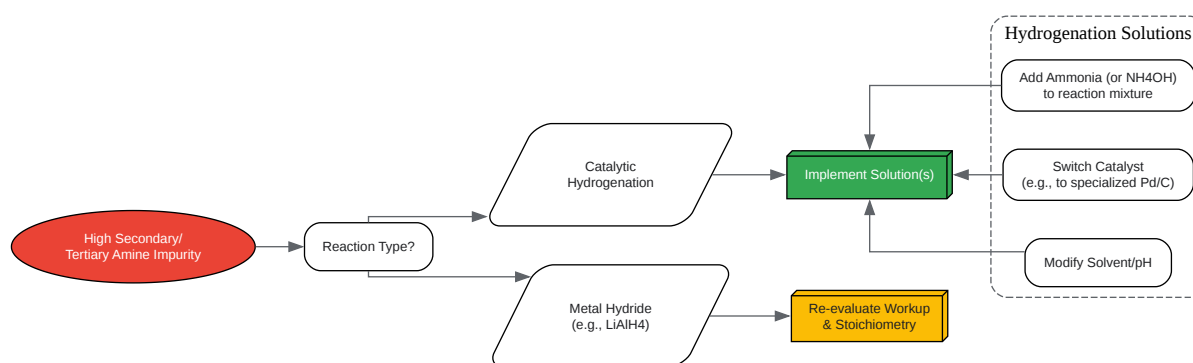 High Secondary/
Tertiary Amine Impurity
Reaction Type?
Catalytic
Hydrogenation
Metal Hydride
(e.g., LiAlH4)
Implement Solution(s)
Re-evaluate Workup
& Stoichiometry
Hydrogenation Solutions
Add Ammonia (or NH4OH)
to reaction mixture
Switch Catalyst
(e.g., to specialized Pd/C)
Modify Solvent/pH